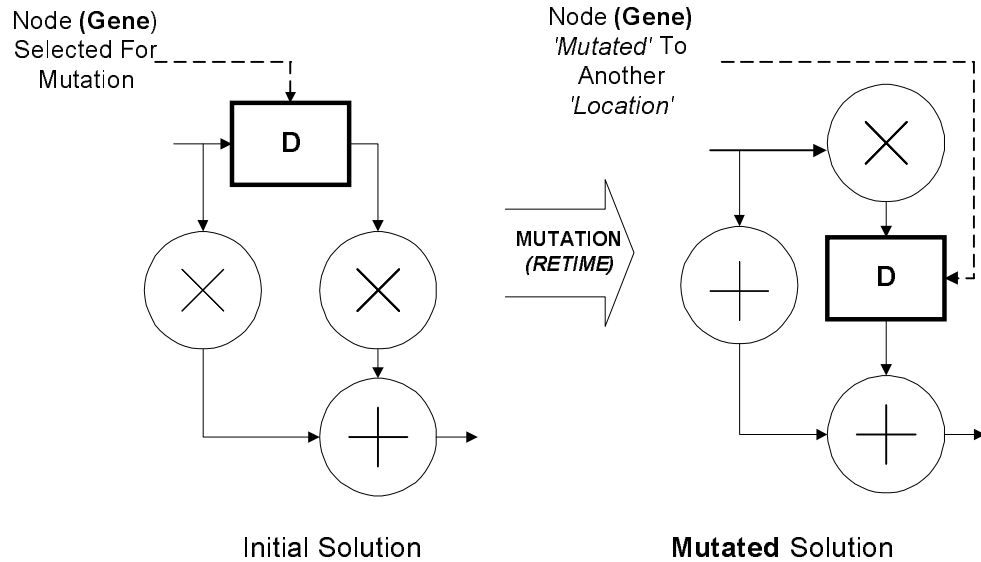 Node (Gene)
Selected For
Mutation
D
Initial Solution
MUTATION
(RETIME)
Node (Gene)
'Mutated' To
Another
'Location'
D
Mutated Solution